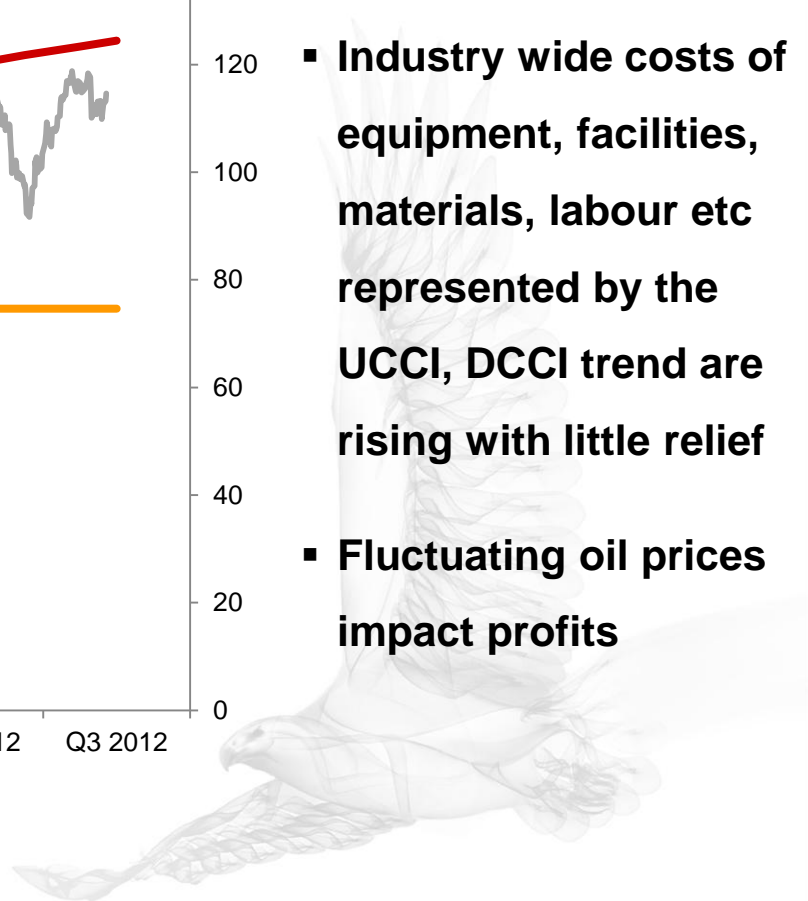 120
100
80
60
40
20
0
12 Q3 2012
▪ Industry wide costs of
equipment, facilities,
materials, labour etc
represented by the
UCCI, DCCI trend are
rising with little relief
▪ Fluctuating oil prices
impact profits